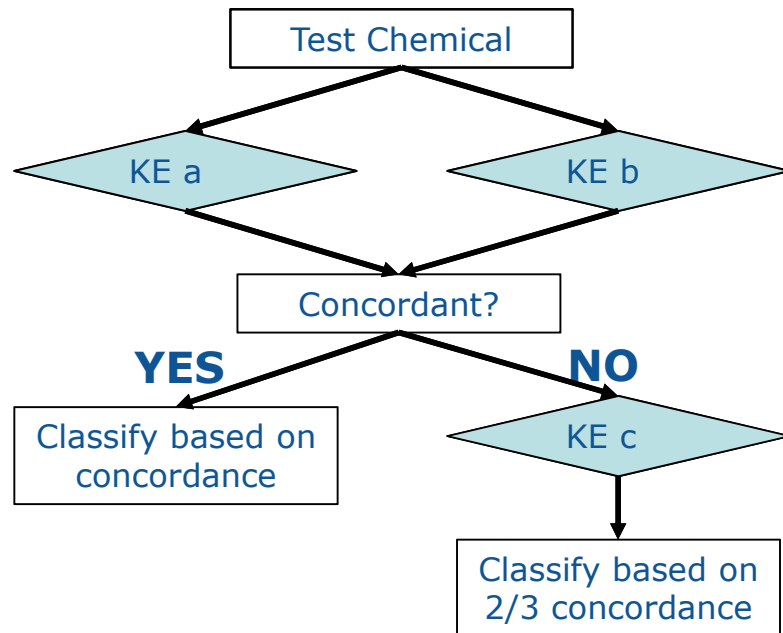 Test Chemical
KE a
KE b
Concordant?
YES
NO
Classify based on
concordance
KE c
Classify based on
2/3 concordance